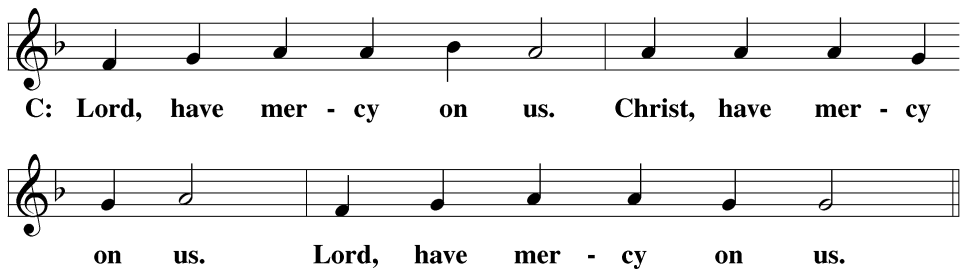 C: Lord, have mer - cy on us. Christ, have mer - cy
on us. Lord, have mer - cy on us.